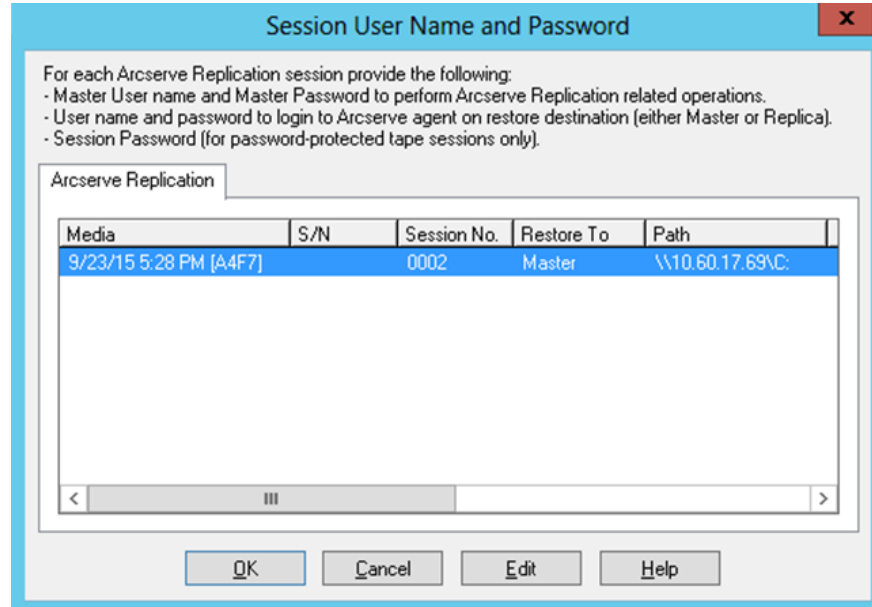 Session User Name and Password
x
For each Arcserve Replication session provide the following:
- Master User name and Master Password to perform Arcserve Replication related operations.
- User name and password to login to Arcserve agent on restore destination (either Master or Replica).
- Session Password (for password-protected tape sessions only).
Arcserve Replication
Media S/N Session No. Restore To Path
9/23/15 5:28 PM [A4F7] 0002 Master \\10.60.17.69\C:
OK Cancel Edit Help